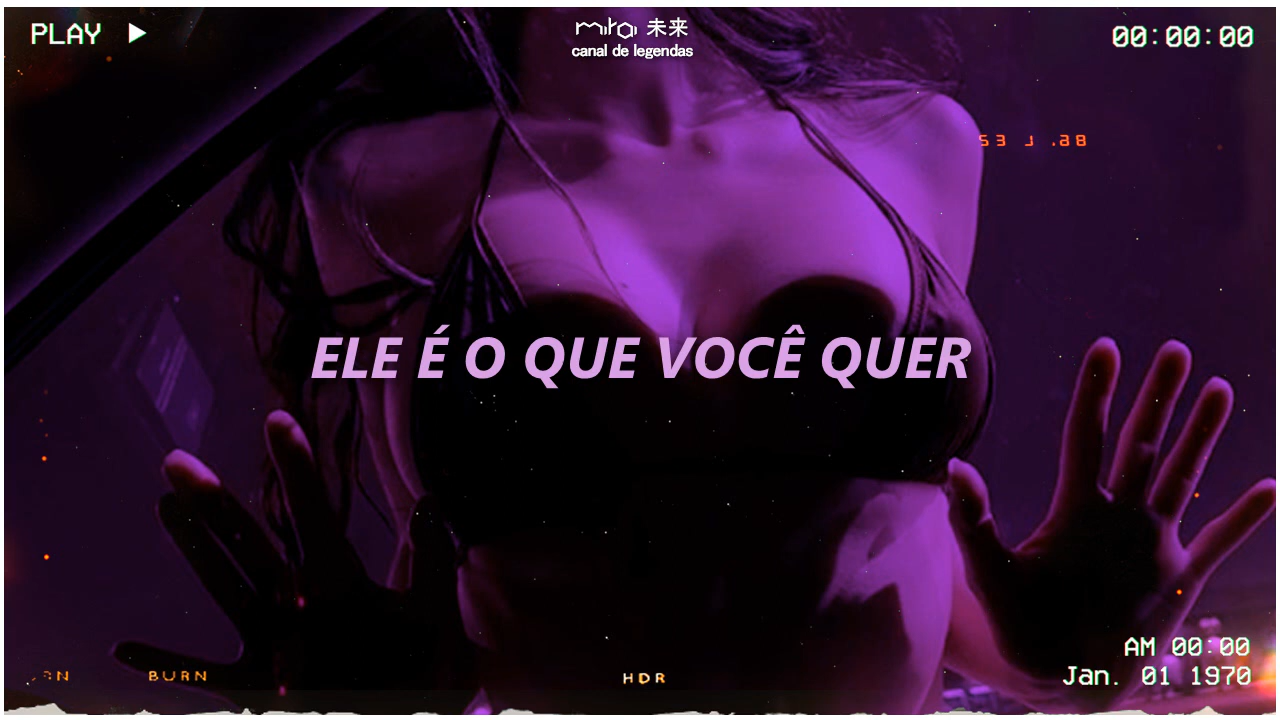 PLAY
mirai 未来
canal de legendas
00:00:00
ELE É O QUE VOCÊ QUER
AM 00:00
Jan. 01 1970
BURN
HDR